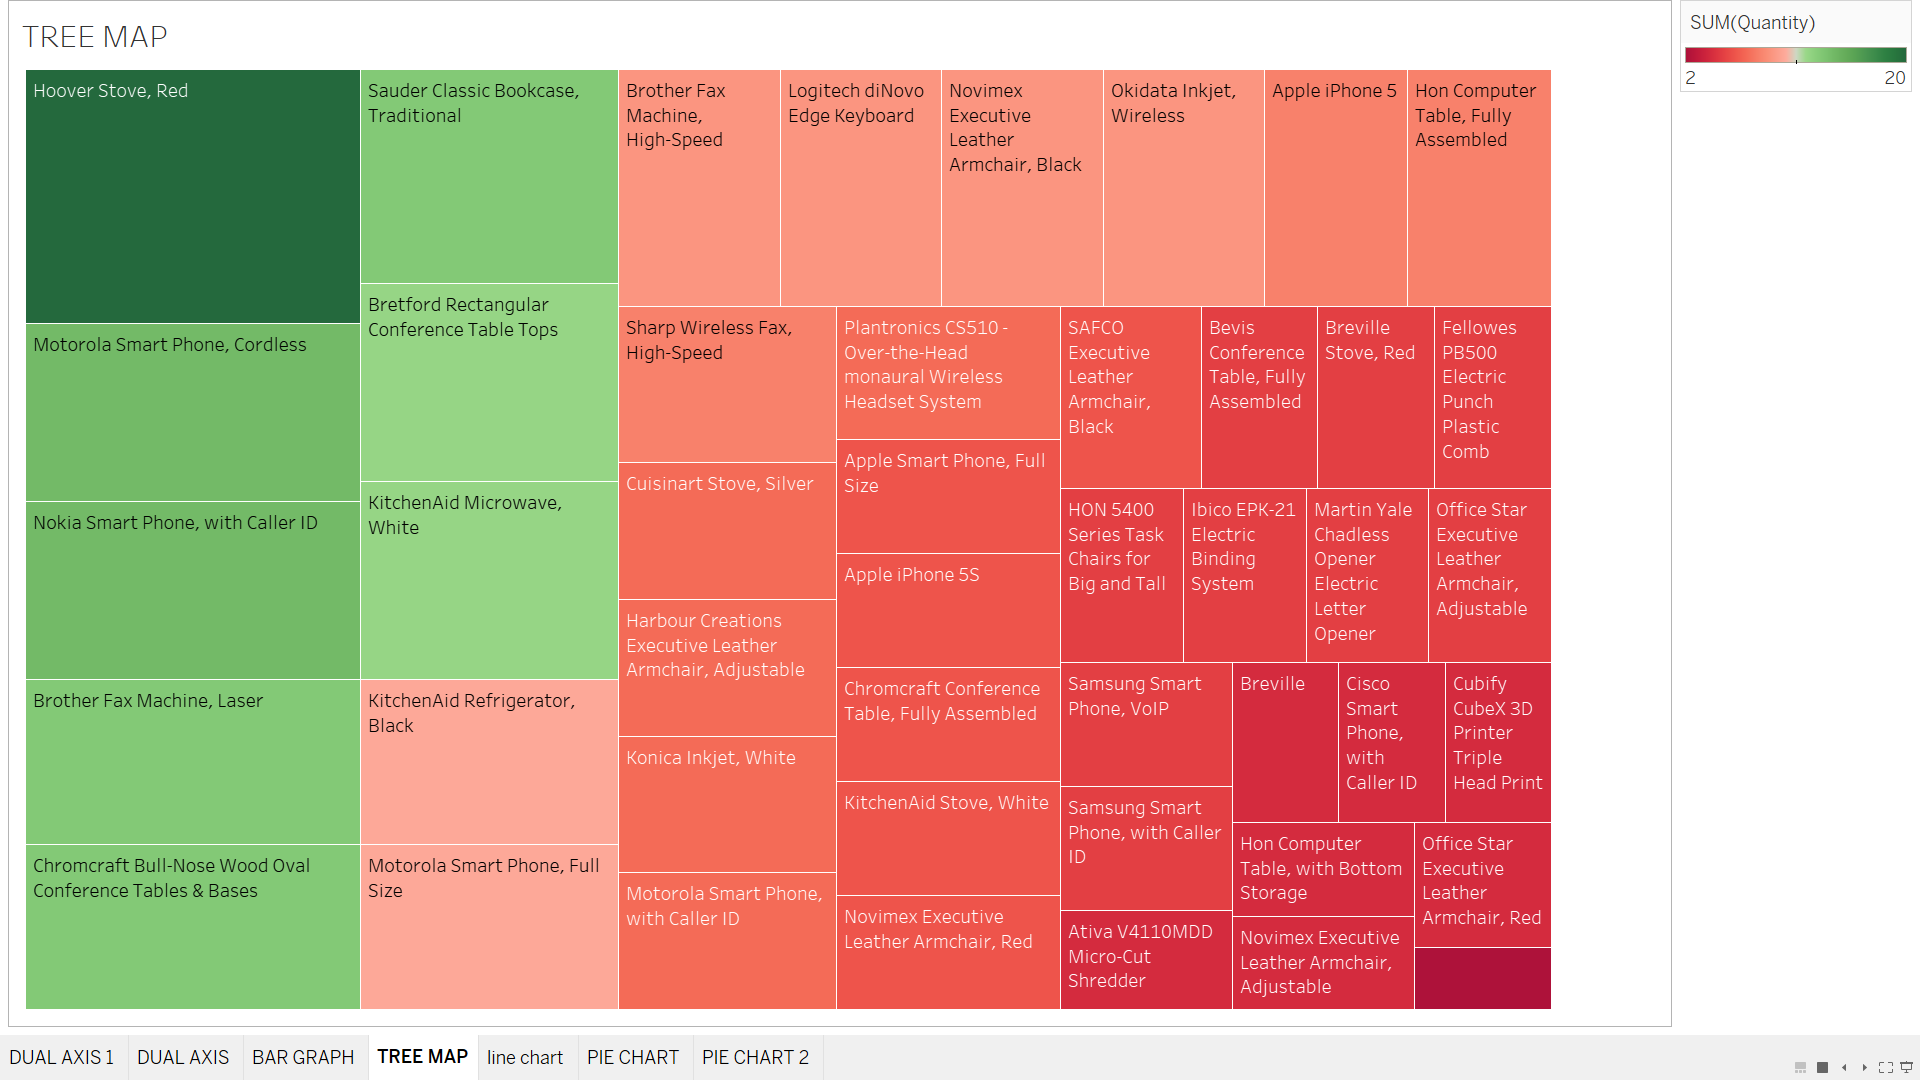 TREE MAP
Hoover Stove, Red
Motorola Smart Phone, Cordless
Nokia Smart Phone, with Caller ID
Brother Fax Machine, Laser
Chromcraft Bull-Nose Wood Oval
Conference Tables & Bases
Sauder Classic Bookcase,
Traditional
Bretford Rectangular
Conference Table Tops
KitchenAid Microwave,
White
KitchenAid Refrigerator,
Black
Motorola Smart Phone, Full
Size
Brother Fax
Machine,
High-Speed
Logitech diNovo
Edge Keyboard
Novimex
Executive
Leather
Armchair, Black
Okidata Inkjet,
Wireless
Apple iPhone 5
Hon Computer
Table, Fully
Assembled
Sharp Wireless Fax,
High-Speed
Cuisinart Stove, Silver
Harbour Creations
Executive Leather
Armchair, Adjustable
Konica Inkjet, White
Motorola Smart Phone,
with Caller ID
Plantronics CS510 -
Over-the-Head
monaural Wireless
Headset System
Apple Smart Phone, Full
Size
Apple iPhone 5S
Chromcraft Conference
Table, Fully Assembled
KitchenAid Stove, White
Novimex Executive
Leather Armchair, Red
SAFCO
Executive
Leather
Armchair,
Black
Bevis
Conference
Table, Fully
Assembled
Breville
Stove, Red
Fellowes
PB500
Electric
Punch
Plastic
Comb
HON 5400
Series Task
Chairs for
Big and Tall
Ibico EPK-21
Electric
Binding
System
Martin Yale
Chadless
Opener
Electric
Letter
Opener
Office Star
Executive
Leather
Armchair,
Adjustable
Samsung Smart
Phone, VoIP
Samsung Smart
Phone, with Caller
ID
Ativa V4110MDD
Micro-Cut
Shredder
Breville
Cisco
Smart
Phone,
with
Caller ID
Cubify
CubeX 3D
Printer
Triple
Head Print
Hon Computer
Table, with Bottom
Storage
Novimex Executive
Leather Armchair,
Adjustable
Office Star
Executive
Leather
Armchair, Red
SUM(Quantity)
2 20
DUAL AXIS 1 DUAL AXIS BAR GRAPH TREE MAP line chart PIE CHART PIE CHART 2